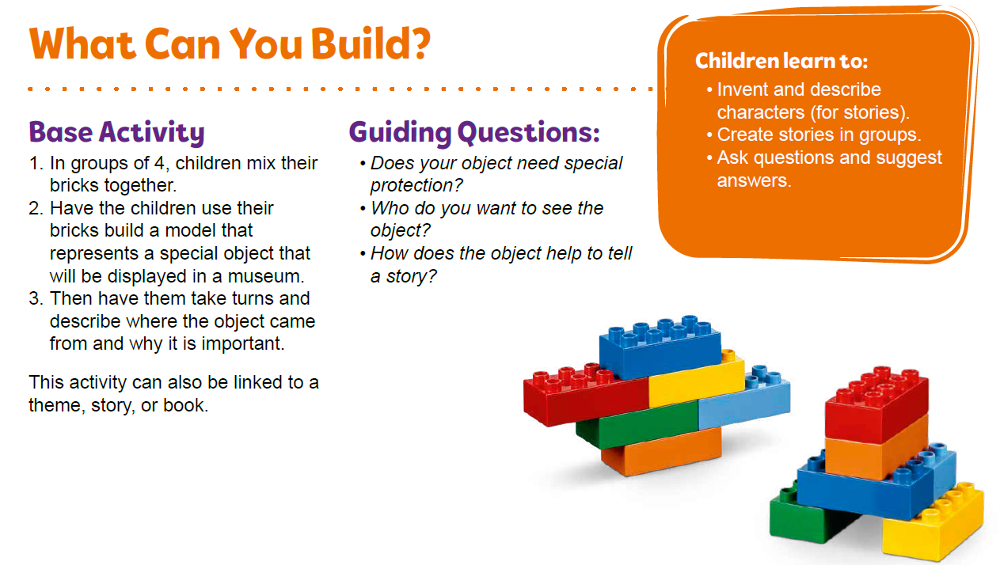 What Can You Build?
Base Activity
1. In groups of 4, children mix their
bricks together.
2. Have the children use their
bricks build a model that
represents a special object that
will be displayed in a museum.
3. Then have them take turns and
describe where the object came
from and why it is important.
This activity can also be linked to a
theme, story, or book.
Guiding Questions:
• Does your object need special
protection?
• Who do you want to see the
object?
• How does the object help to tell
a story?
Children learn to:
• Invent and describe
characters (for stories).
• Create stories in groups.
• Ask questions and suggest
answers.